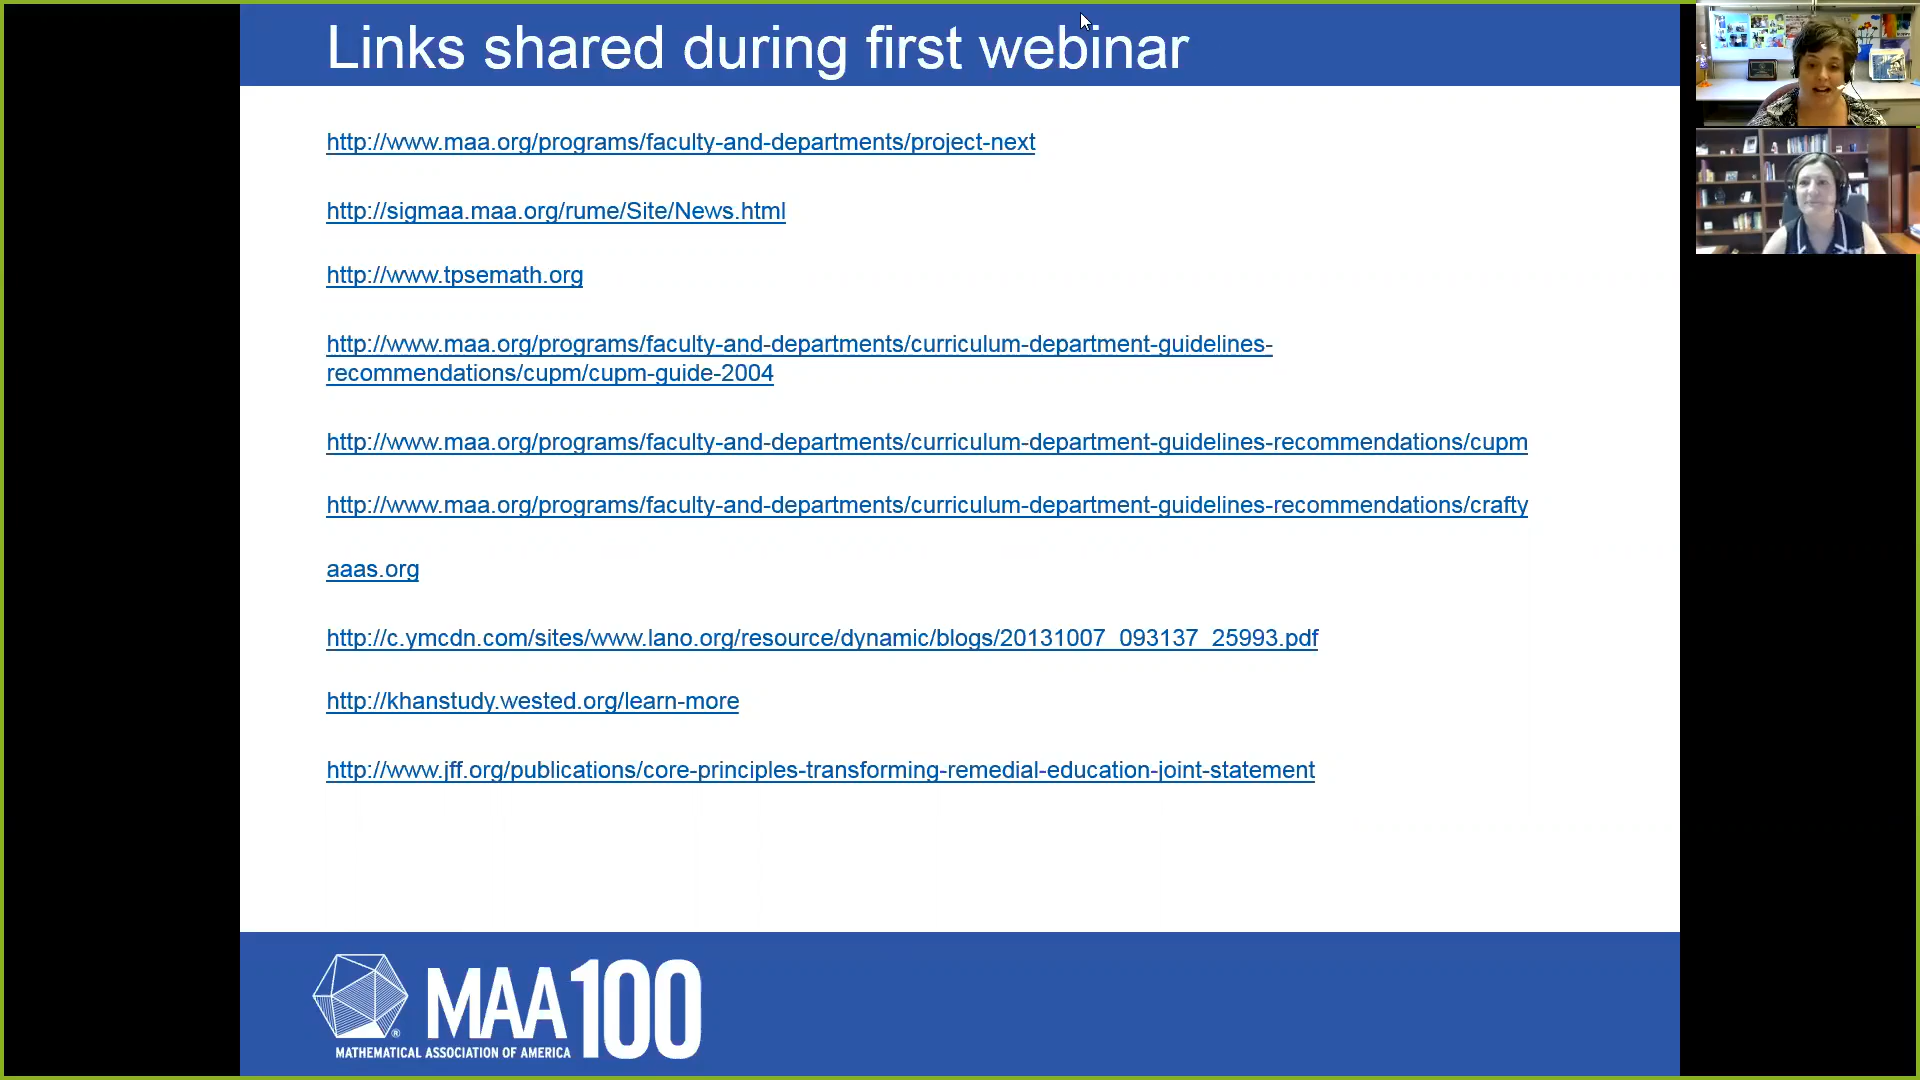 Links shared during first webinar
http://www.maa.org/programs/faculty-and-departments/project-next
http://sigmaa.maa.org/rume/Site/News.html
http://www.tpsemath.org
http://www.maa.org/programs/faculty-and-departments/curriculum-department-guidelines-
recommendations/cupm/cupm-guide-2004
http://www.maa.org/programs/faculty-and-departments/curriculum-department-guidelines-recommendations/cupm
http://www.maa.org/programs/faculty-and-departments/curriculum-department-guidelines-recommendations/crafty
aaas.org
http://c.ymcdn.com/sites/www.lano.org/resource/dynamic/blogs/20131007_093137_25993.pdf
http://khanstudy.wested.org/learn-more
http://www.jff.org/publications/core-principles-transforming-remedial-education-joint-statement
® MAA100
MATHEMATICAL ASSOCIATION OF AMERICA